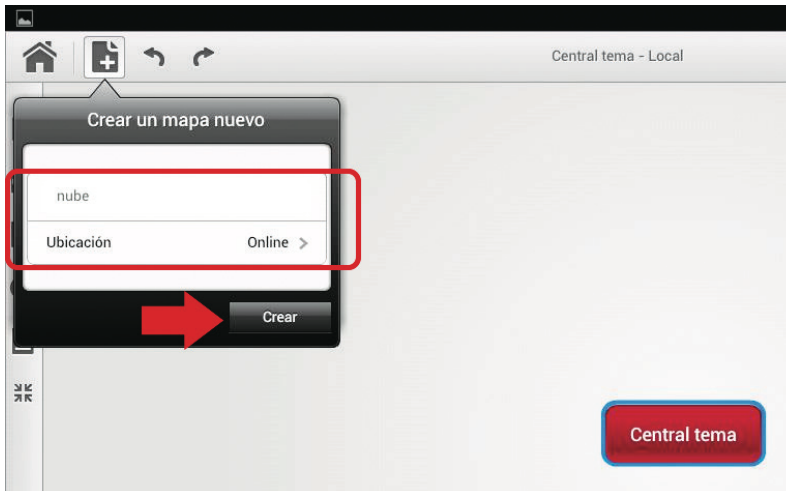 Central tema - Local
Crear un mapa nuevo
nube
Ubicación Online >
Crear
Central tema